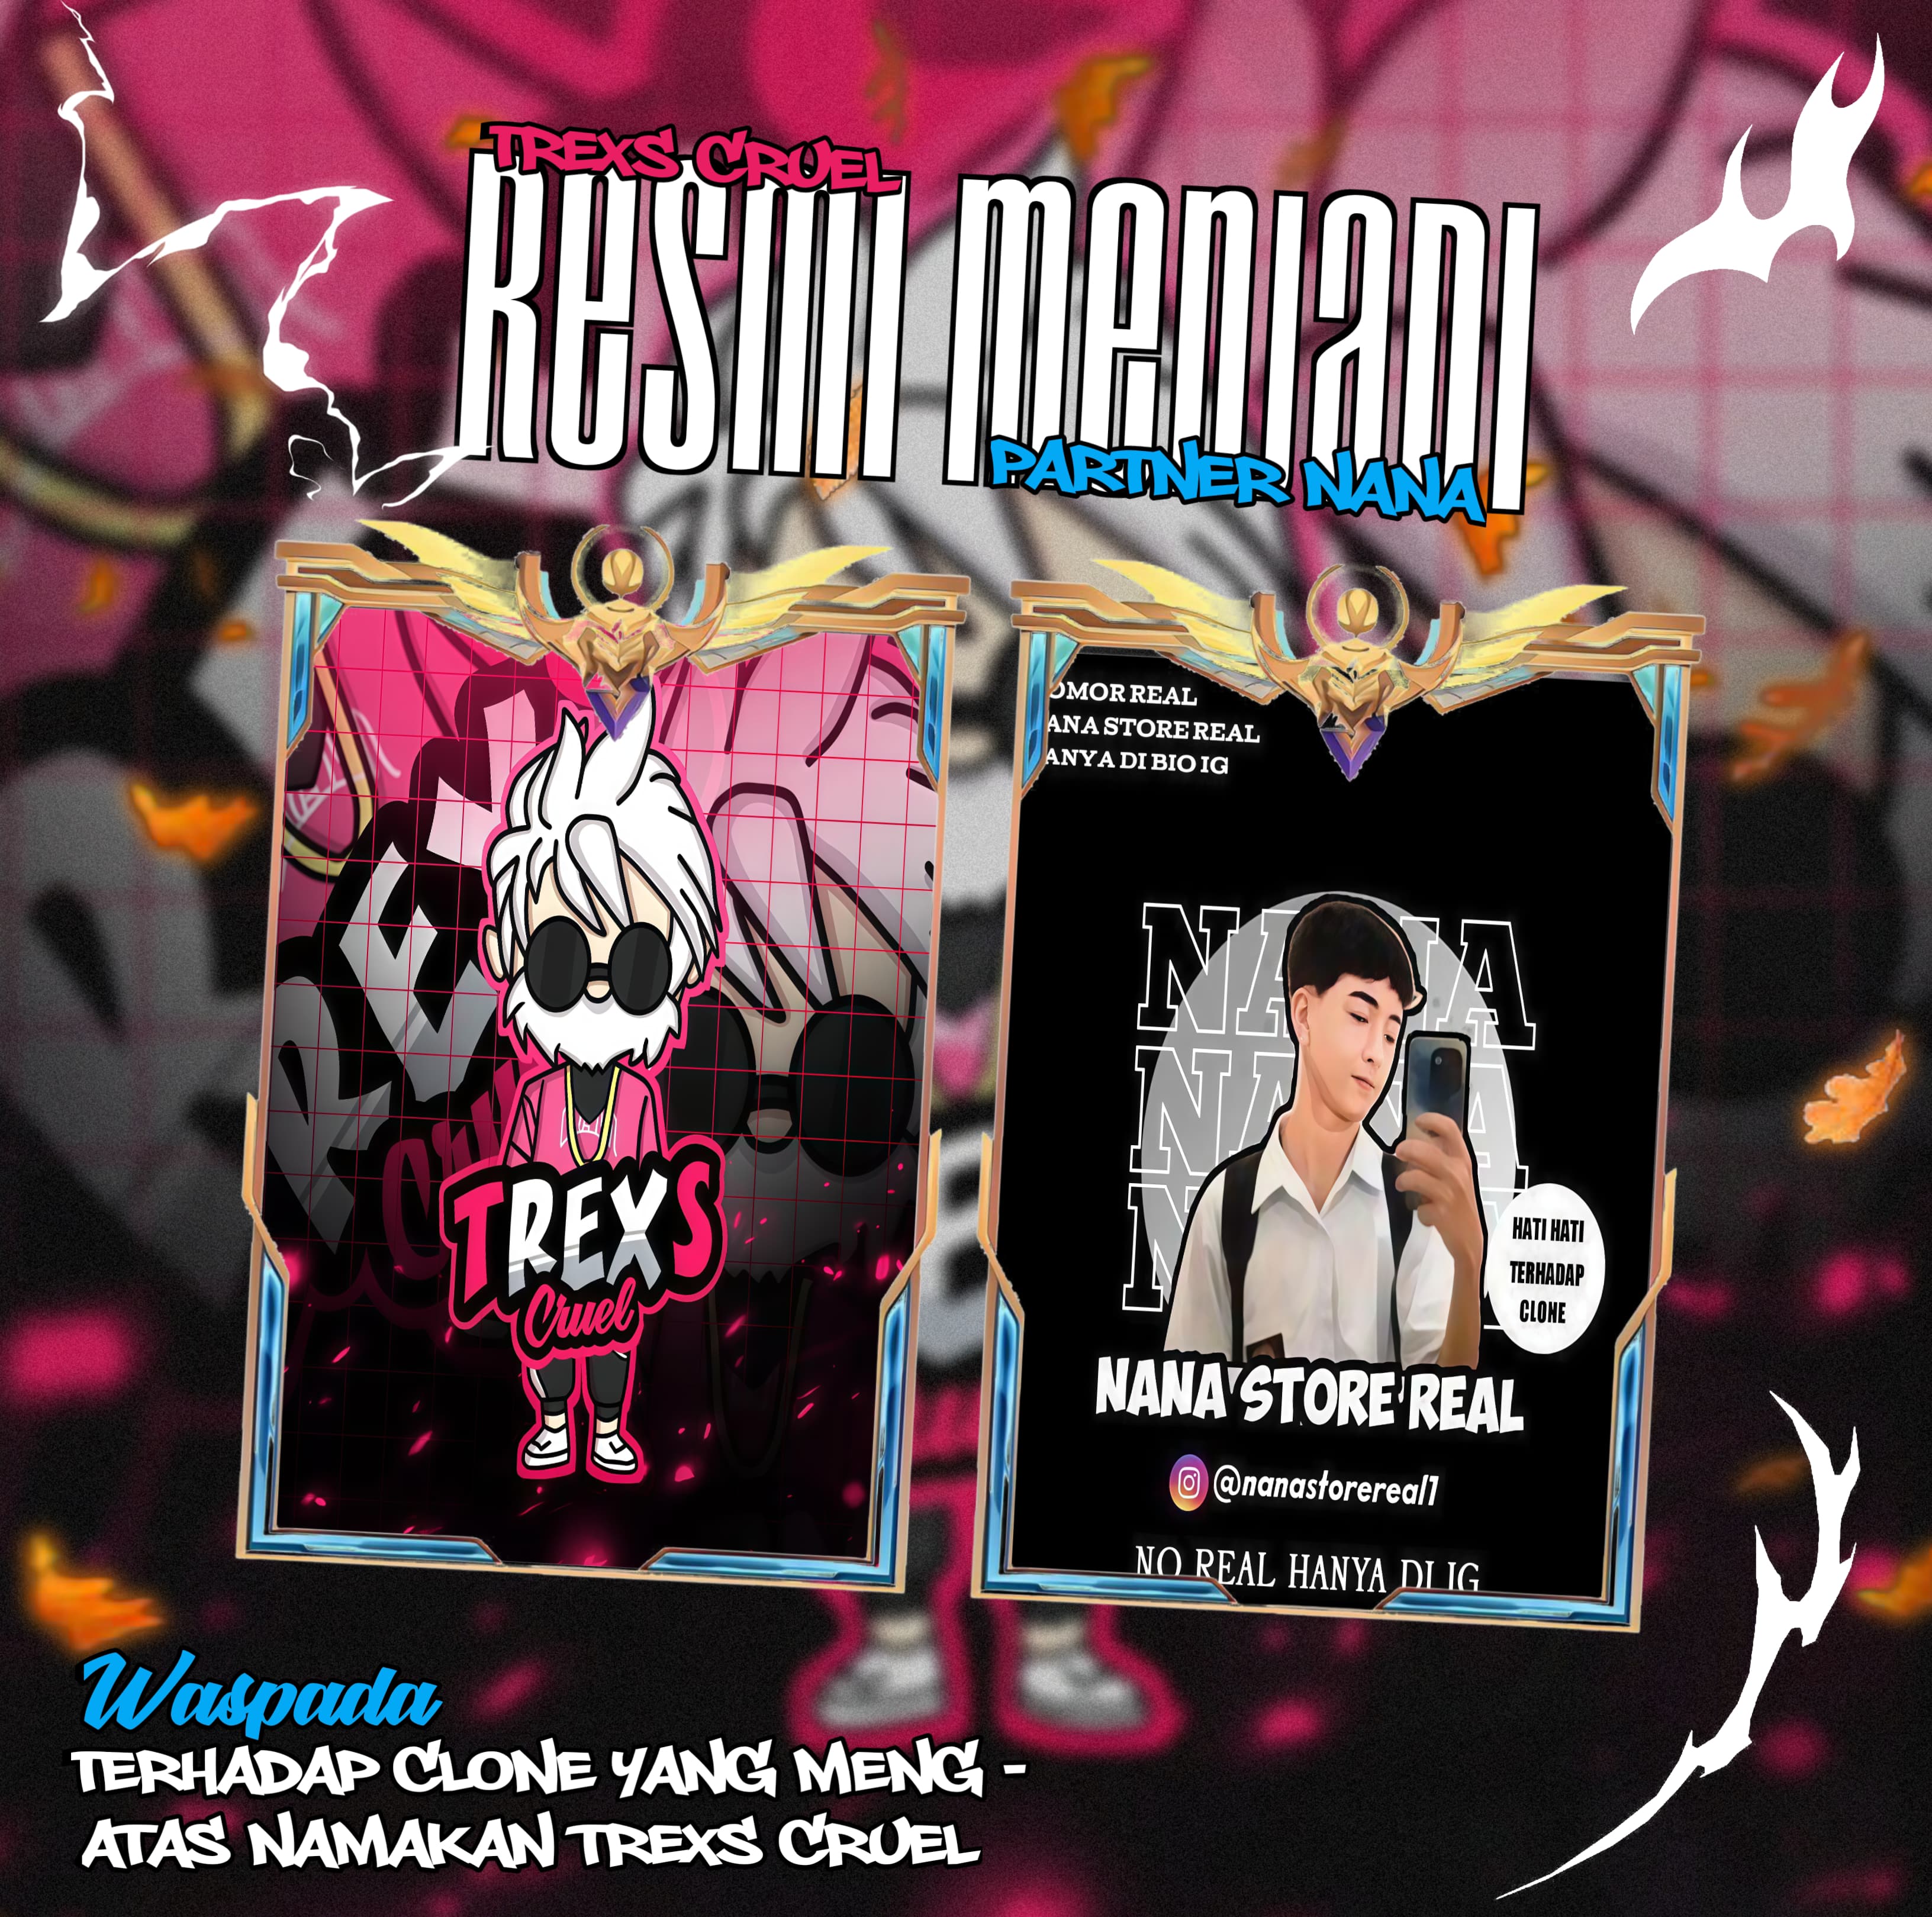 TREXS CRUEL
Resmi menjadi
PARTNER NANA
OMOR REAL
ANA STORE REAL
ANYA DI BIO IG
NANA
NANA
TREXS
Cruel
HATI HATI
TERHADAP
CLONE
NANA STORE REAL
@nanastorereal1
NO REAL HANYA DI IG
Waspada
TERHADAP CLONE YANG MENG -
ATAS NAMAKAN TREXS CRUEL